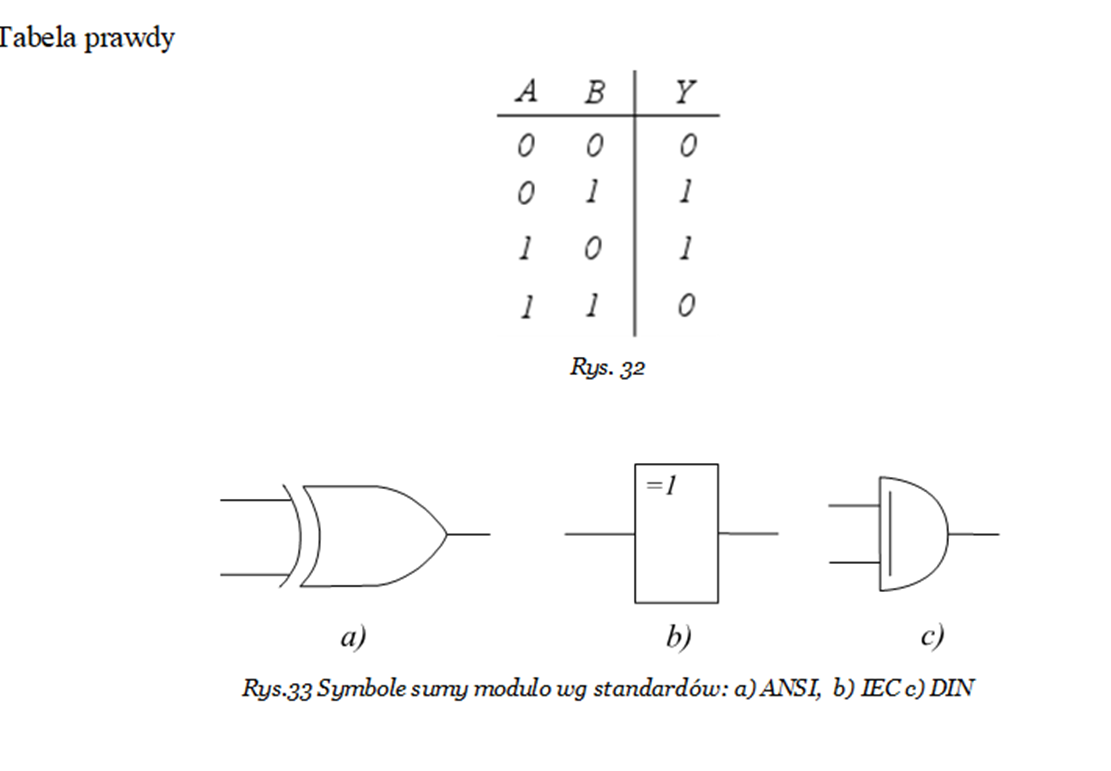 Tabela prawdy
A B Y
0 0 0
0 1 1
1 0 1
1 1 0
Rys. 32
=1
a) b) c)
Rys.33 Symbole sumy modulo wg standardów: a) ANSI, b) IEC c) DIN